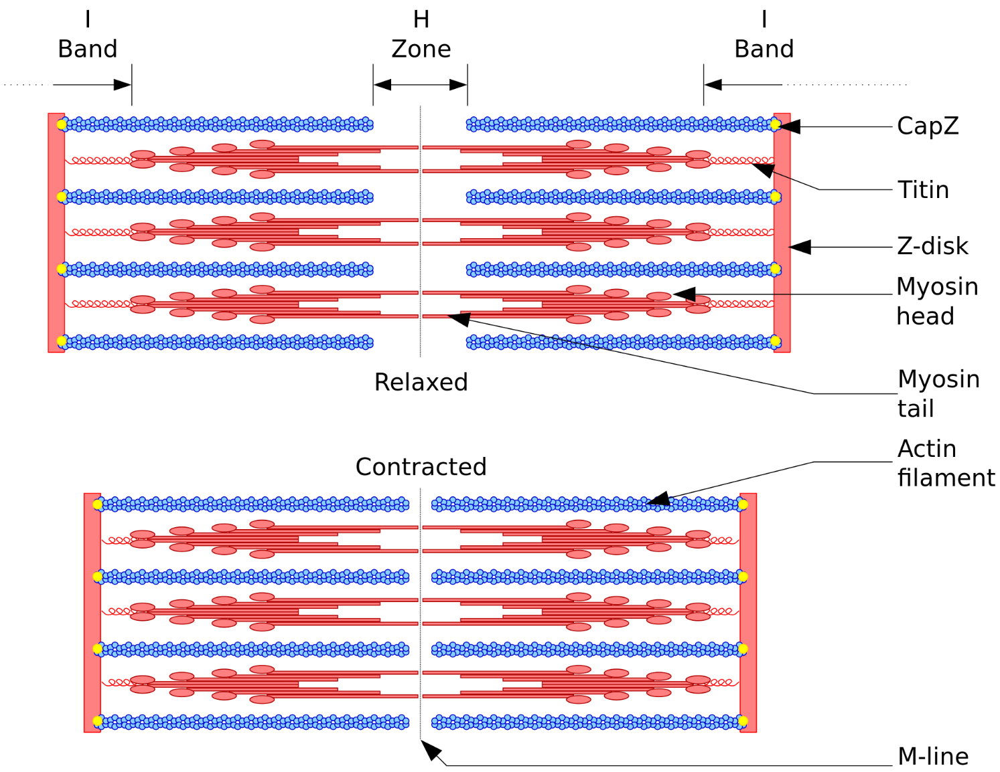 I
Band
H
Zone
I
Band
CapZ
Titin
Z-disk
Myosin
head
Relaxed
Myosin
tail
Actin
filament
Contracted
M-line